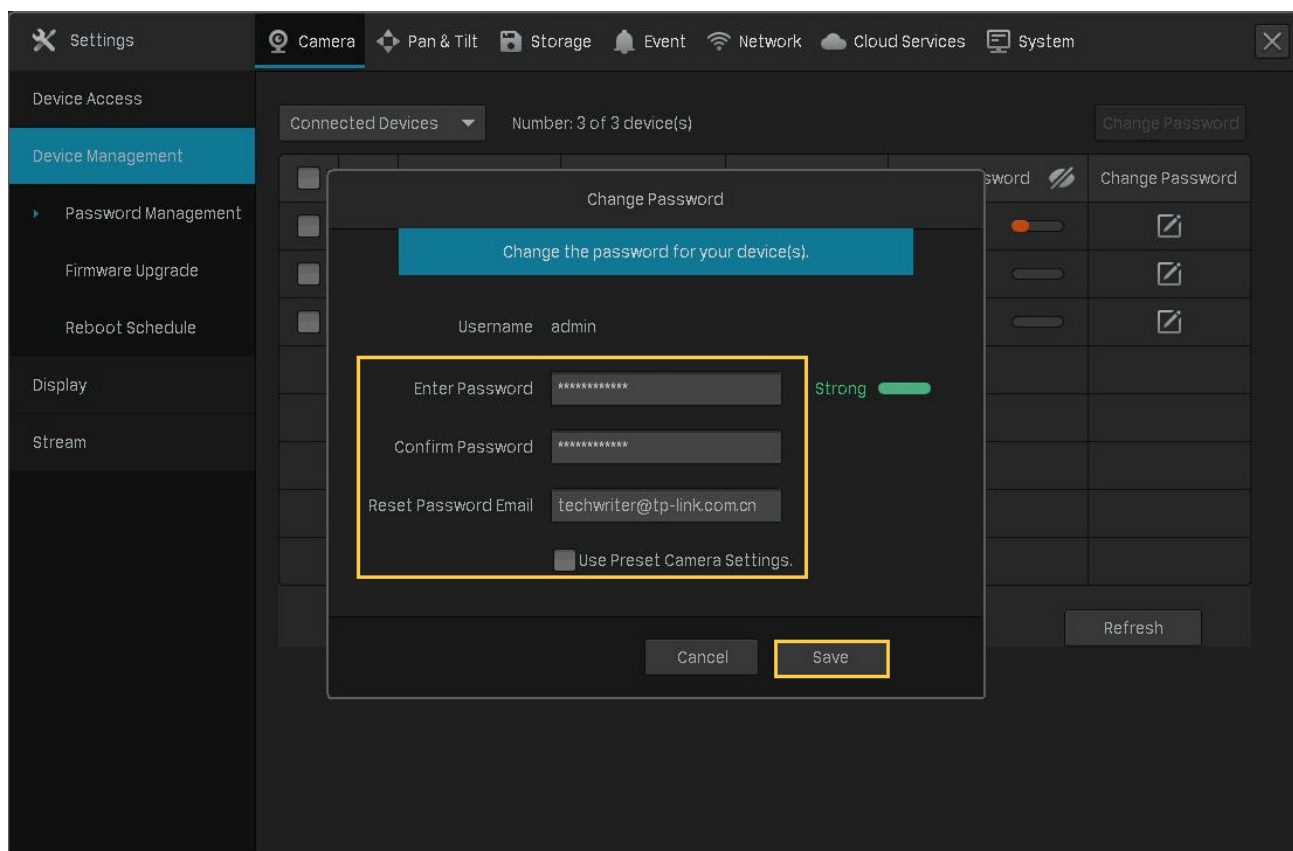 Settings
Camera Pan & Tilt Storage Event Network Cloud Services System
Device Access
Device Management
Password Management
Firmware Upgrade
Reboot Schedule
Display
Stream
Connected Devices Number: 3 of 3 device(s) Change Password
sword Change Password
Change Password
Change the password for your device(s).
Username admin
Enter Password ************ Strong
Confirm Password ************
Reset Password Email techwriter@tp-link.com.cn
Use Preset Camera Settings.
Cancel Save
Refresh